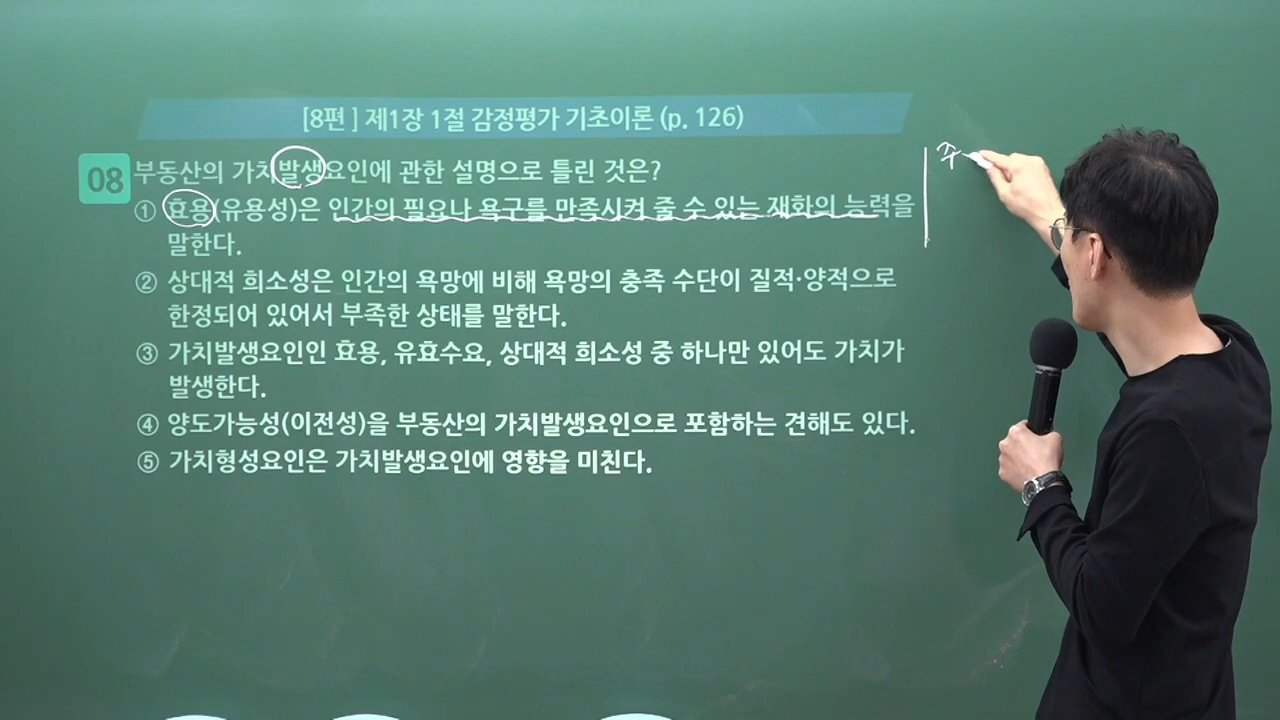 [8편 ] 제1장 1절 감정평가 기초이론 (p. 126)
08 부동산의 가치발생요인에 관한 설명으로 틀린 것은?
① 효용(유용성)은 인간의 필요나 욕구를 만족시켜 줄 수 있는 재화의 능력을
말한다.
② 상대적 희소성은 인간의 욕망에 비해 욕망의 충족 수단이 질적·양적으로
한정되어 있어서 부족한 상태를 말한다.
③ 가치발생요인인 효용, 유효수요, 상대적 희소성 중 하나만 있어도 가치가
발생한다.
④ 양도가능성(이전성)을 부동산의 가치발생요인으로 포함하는 견해도 있다.
⑤ 가치형성요인은 가치발생요인에 영향을 미친다.
주